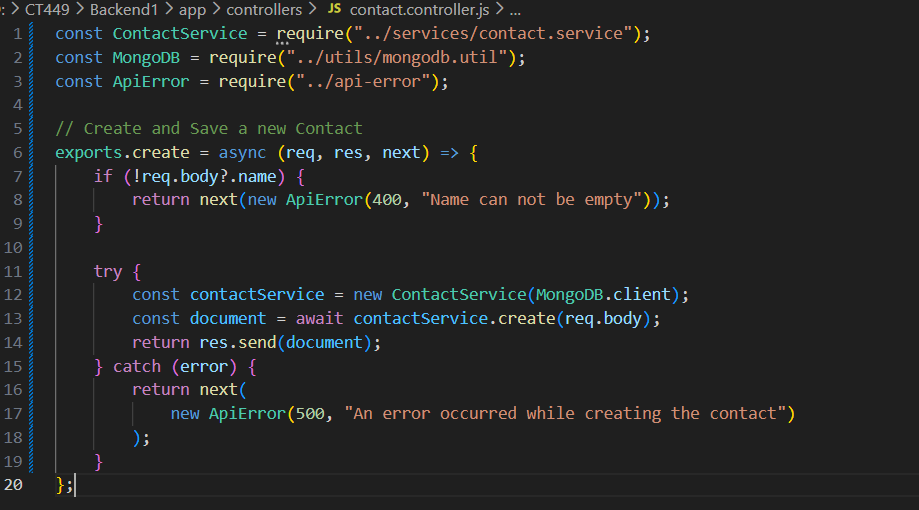 : > CT449 > Backend1 > app > controllers > JS contact.controller.js > ...
1 const ContactService = require("../services/contact.service");
2 const MongoDB = require("../utils/mongodb.util");
3 const ApiError = require("../api-error");
4
5 // Create and Save a new Contact
6 exports.create = async (req, res, next) => {
7     if (!req.body?.name) {
8         return next(new ApiError(400, "Name can not be empty"));
9     }
10
11     try {
12         const contactService = new ContactService(MongoDB.client);
13         const document = await contactService.create(req.body);
14         return res.send(document);
15     } catch (error) {
16         return next(
17             new ApiError(500, "An error occurred while creating the contact")
18         );
19     }
20 };